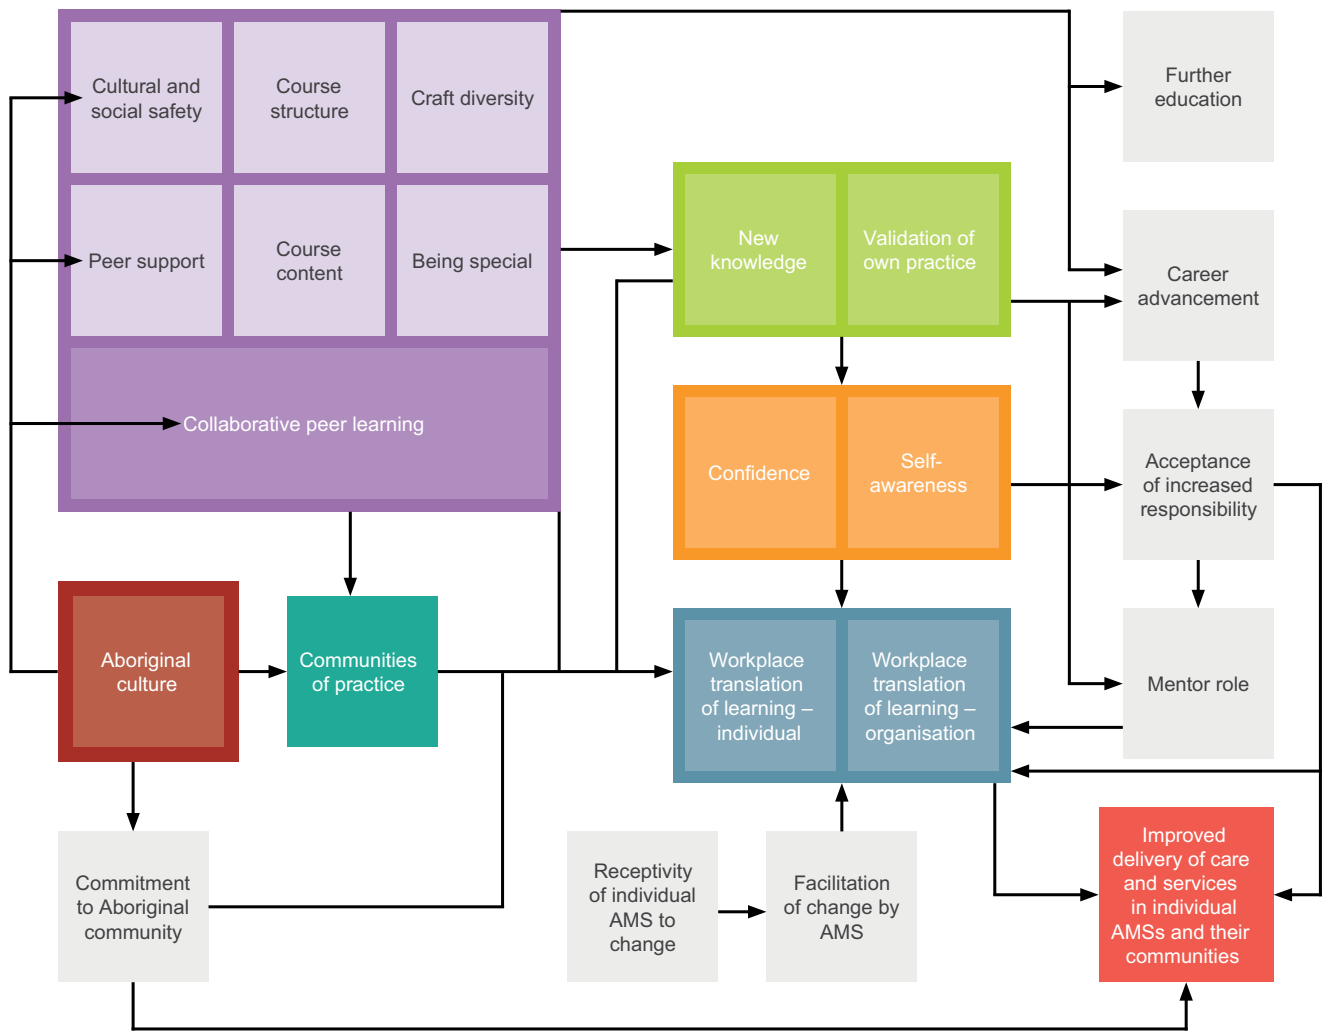 Cultural and
social safety
Course
structure
Craft diversity
Further
education
Peer support
Course
content
Being special
New
knowledge
Validation of
own practice
Career
advancement
Collaborative peer learning
Confidence
Self-
awareness
Acceptance
of increased
responsibility
Aboriginal
culture
Communities
of practice
Workplace
translation
of learning –
individual
Workplace
translation
of learning –
organisation
Mentor role
Commitment
to Aboriginal
community
Receptivity
of individual
AMS to
change
Facilitation
of change by
AMS
Improved
delivery of care
and services
in individual
AMSs and their
communities